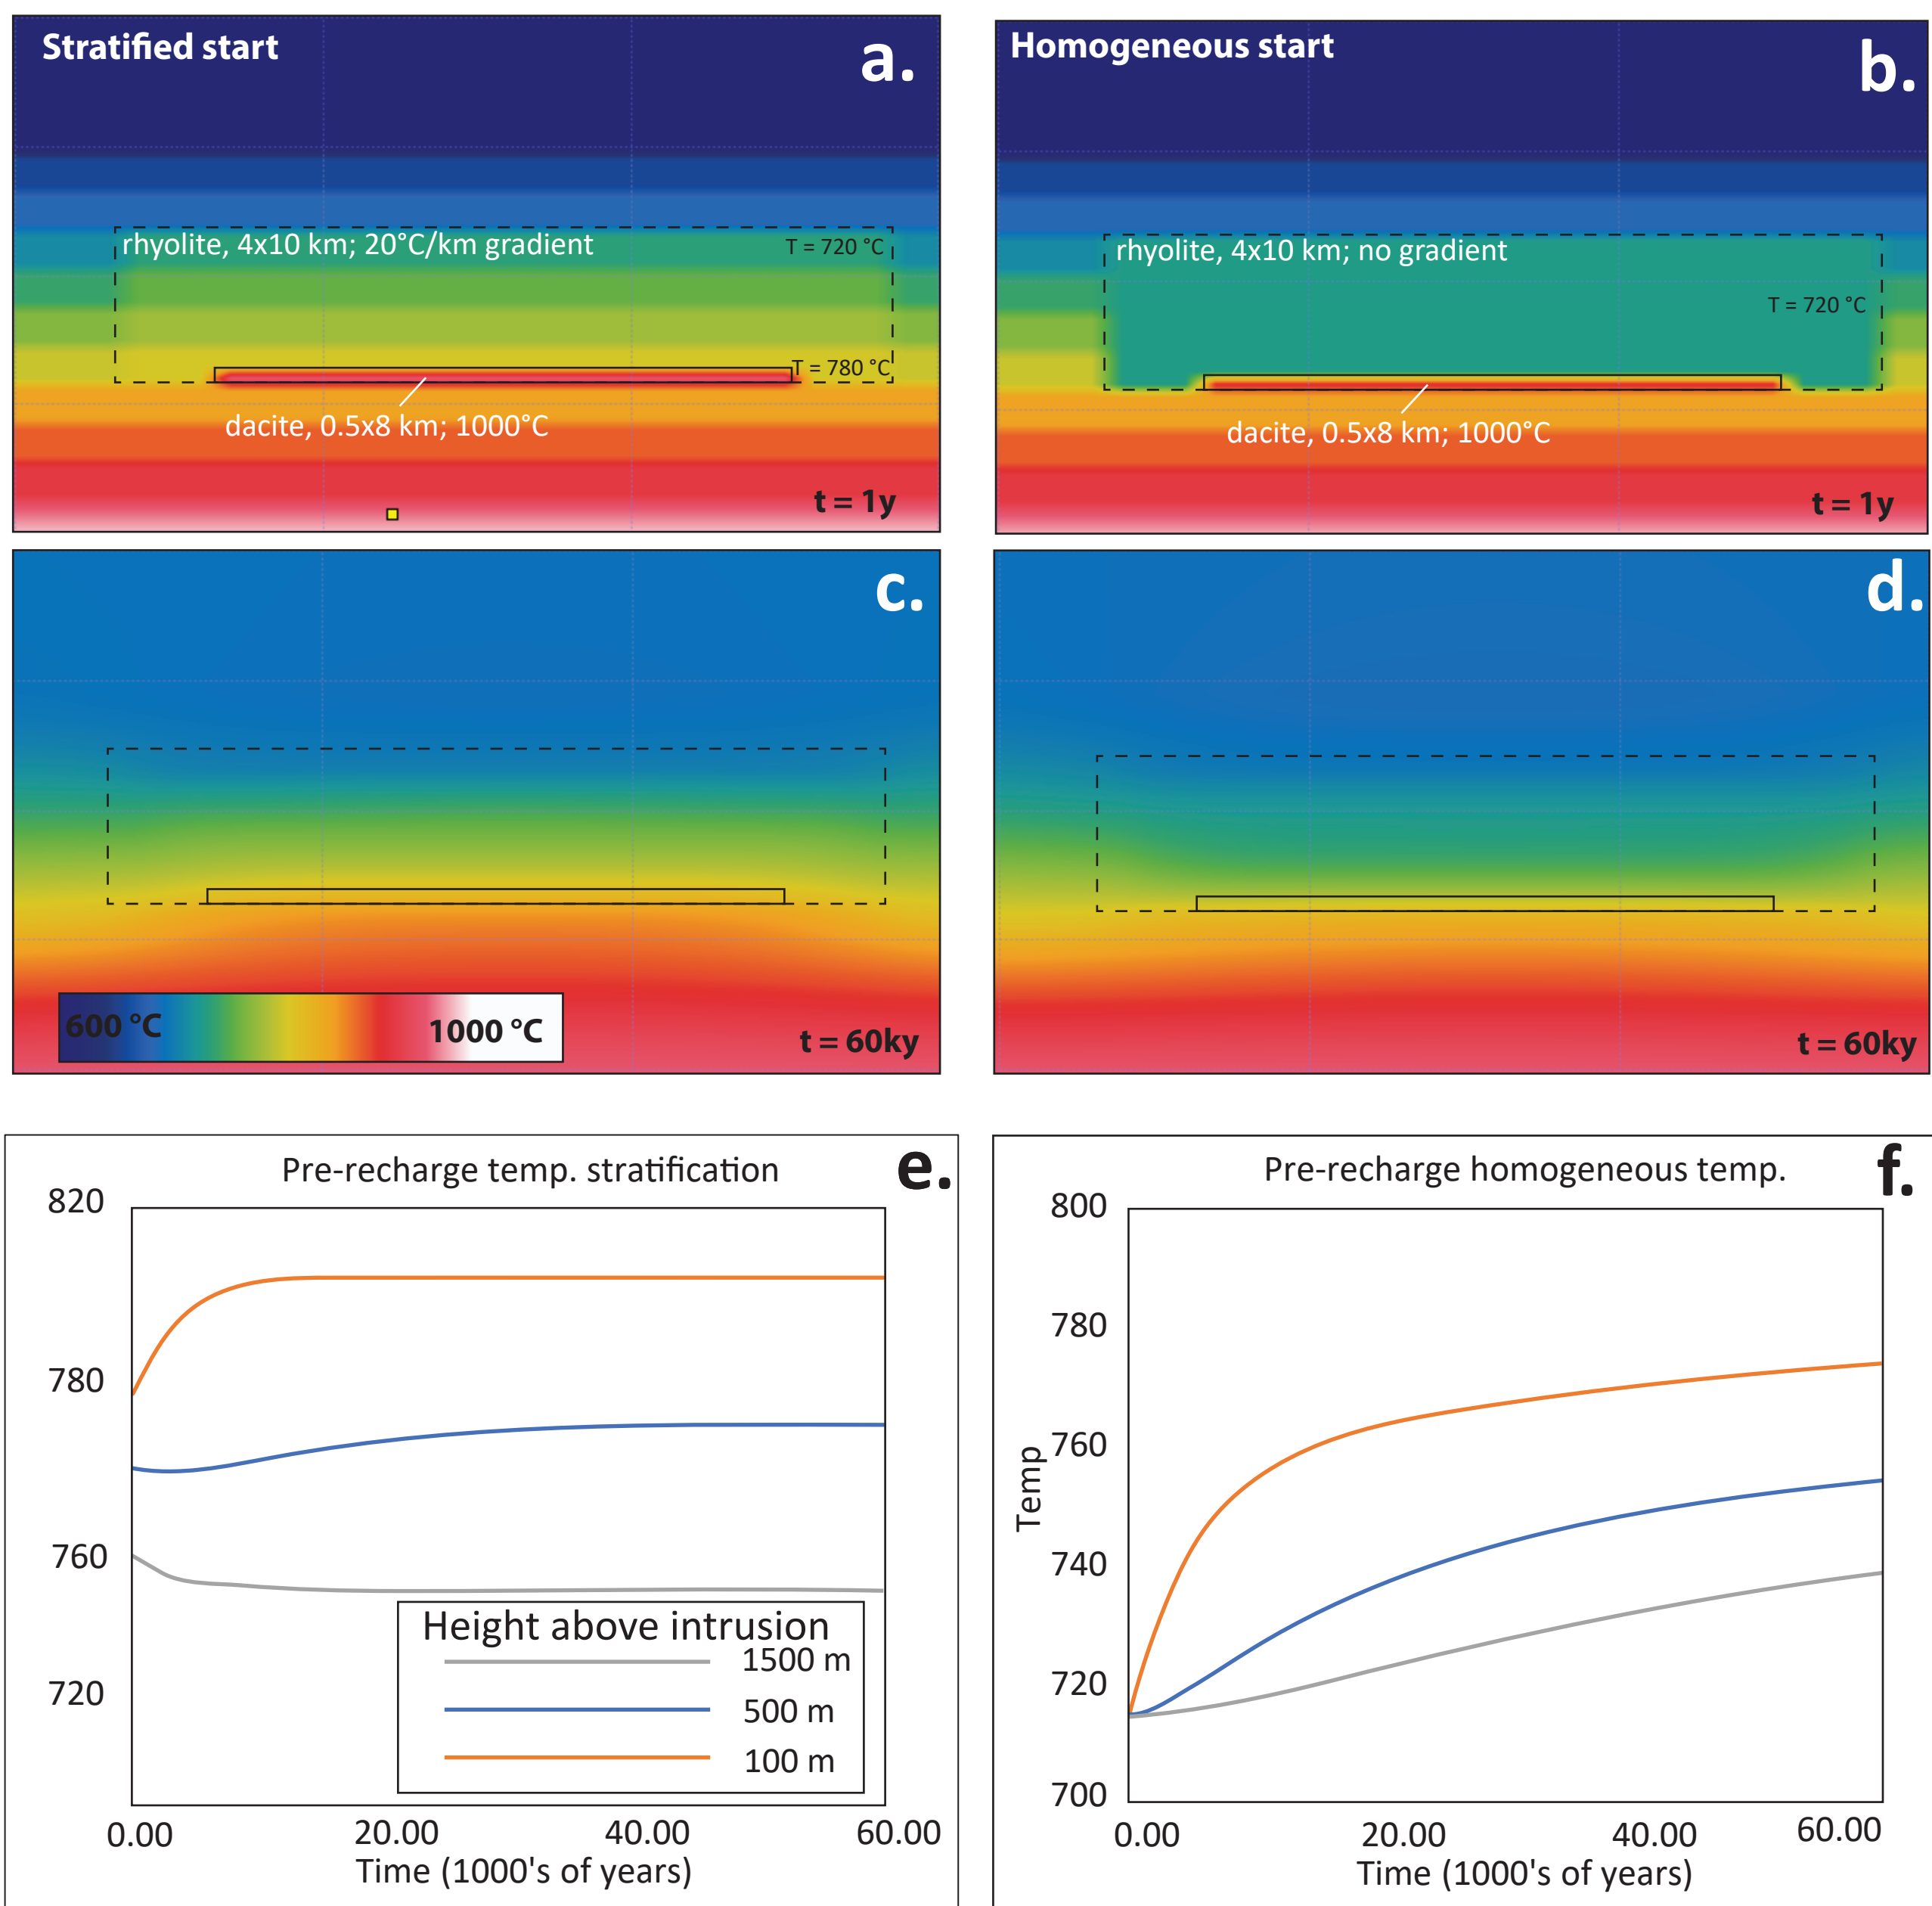 Stratified start
a.
rhyolite, 4x10 km; 20°C/km gradient
T = 720 °C
T = 780 °C
dacite, 0.5x8 km; 1000°C
t = 1y
Homogeneous start
b.
rhyolite, 4x10 km; no gradient
T = 720 °C
dacite, 0.5x8 km; 1000°C
t = 1y
c.
600 °C
1000 °C
t = 60ky
d.
t = 60ky
Pre-recharge temp. stratification
e.
820
780
760
720
Height above intrusion
1500 m
500 m
100 m
0.00 20.00 40.00 60.00
Time (1000's of years)
Pre-recharge homogeneous temp.
f.
800
780
760
740
720
700
Temp
0.00 20.00 40.00 60.00
Time (1000's of years)